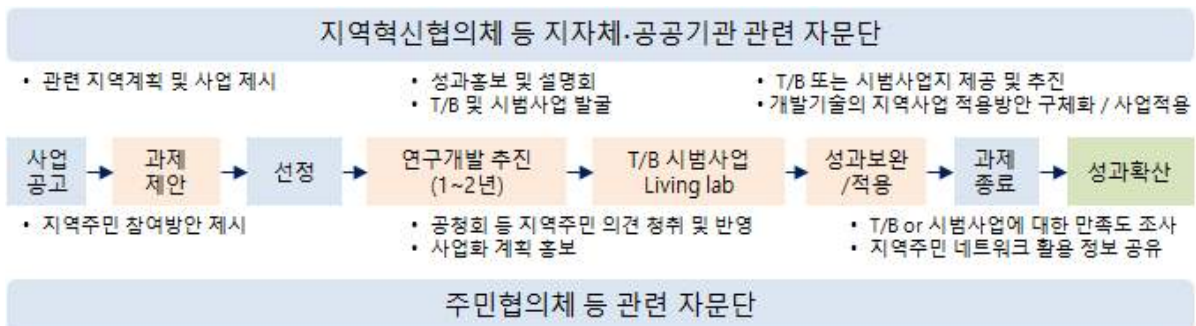 지역혁신협의체 등 지자체·공공기관 관련 자문단
• 관련 지역계획 및 사업 제시
• 성과홍보 및 설명회
• T/B 및 시범사업 발굴
• T/B 또는 시범사업지 제공 및 추진
• 개발기술의 지역사업 적용방안 구체화 / 사업적용
사업
공고
과제
제안
선정
연구개발 추진
(1~2년)
T/B 시범사업
Living lab
성과보완
/적용
과제
종료
성과확산
• 지역주민 참여방안 제시
• 공청회 등 지역주민 의견 청취 및 반영
• 사업화 계획 홍보
• T/B or 시범사업에 대한 만족도 조사
• 지역주민 네트워크 활용 정보 공유
주민협의체 등 관련 자문단